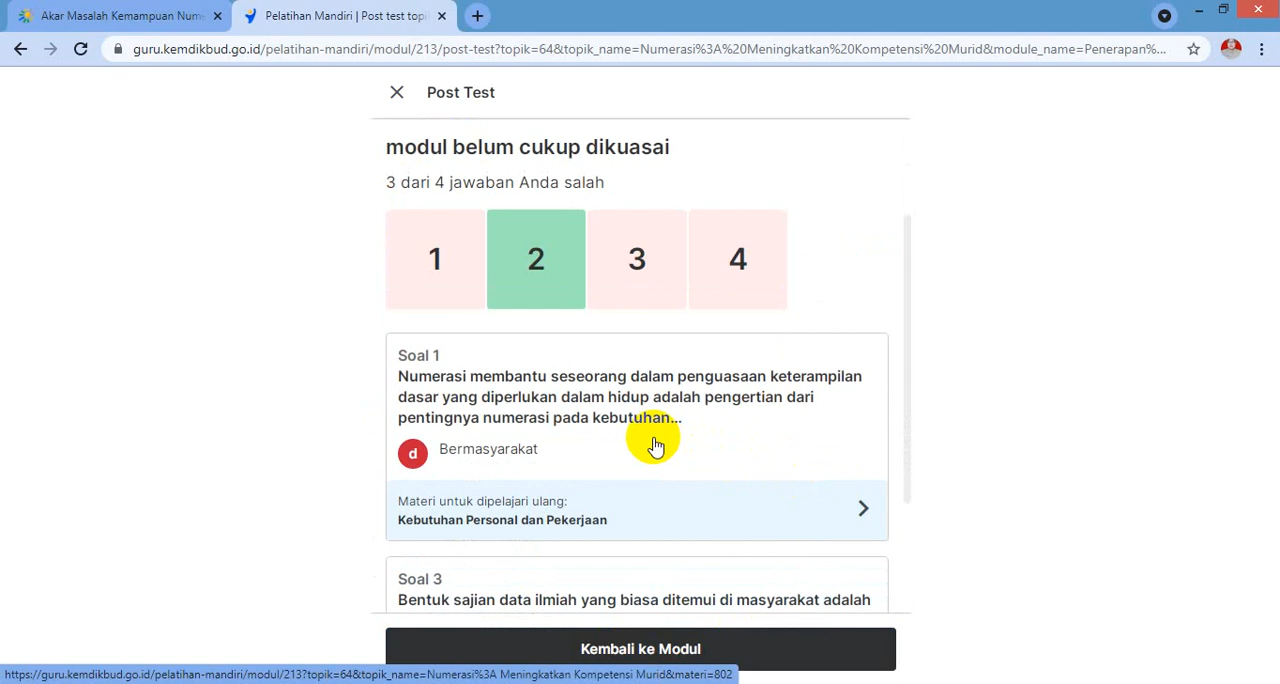 Akar Masalah Kemampuan Num
Pelatihan Mandiri | Post test topi
guru.kemdikbud.go.id/pelatihan-mandiri/modul/213/post-test?topik=64&topik_name=Numerasi%3A%20Meningkatkan%20Kompetensi%20Murid&module_name=Penerapan%...
Post Test
modul belum cukup dikuasai
3 dari 4 jawaban Anda salah
1 2 3 4
Soal 1
Numerasi membantu seseorang dalam penguasaan keterampilan
dasar yang diperlukan dalam hidup adalah pengertian dari
pentingnya numerasi pada kebutuhan...
d Bermasyarakat
Materi untuk dipelajari ulang:
Kebutuhan Personal dan Pekerjaan
Soal 3
Bentuk sajian data ilmiah yang biasa ditemui di masyarakat adalah
Kembali ke Modul
https://guru.kemdikbud.go.id/pelatihan-mandiri/modul/213?topik=64&topik_name=Numerasi%3A Meningkatkan Kompetensi Murid&materi=802